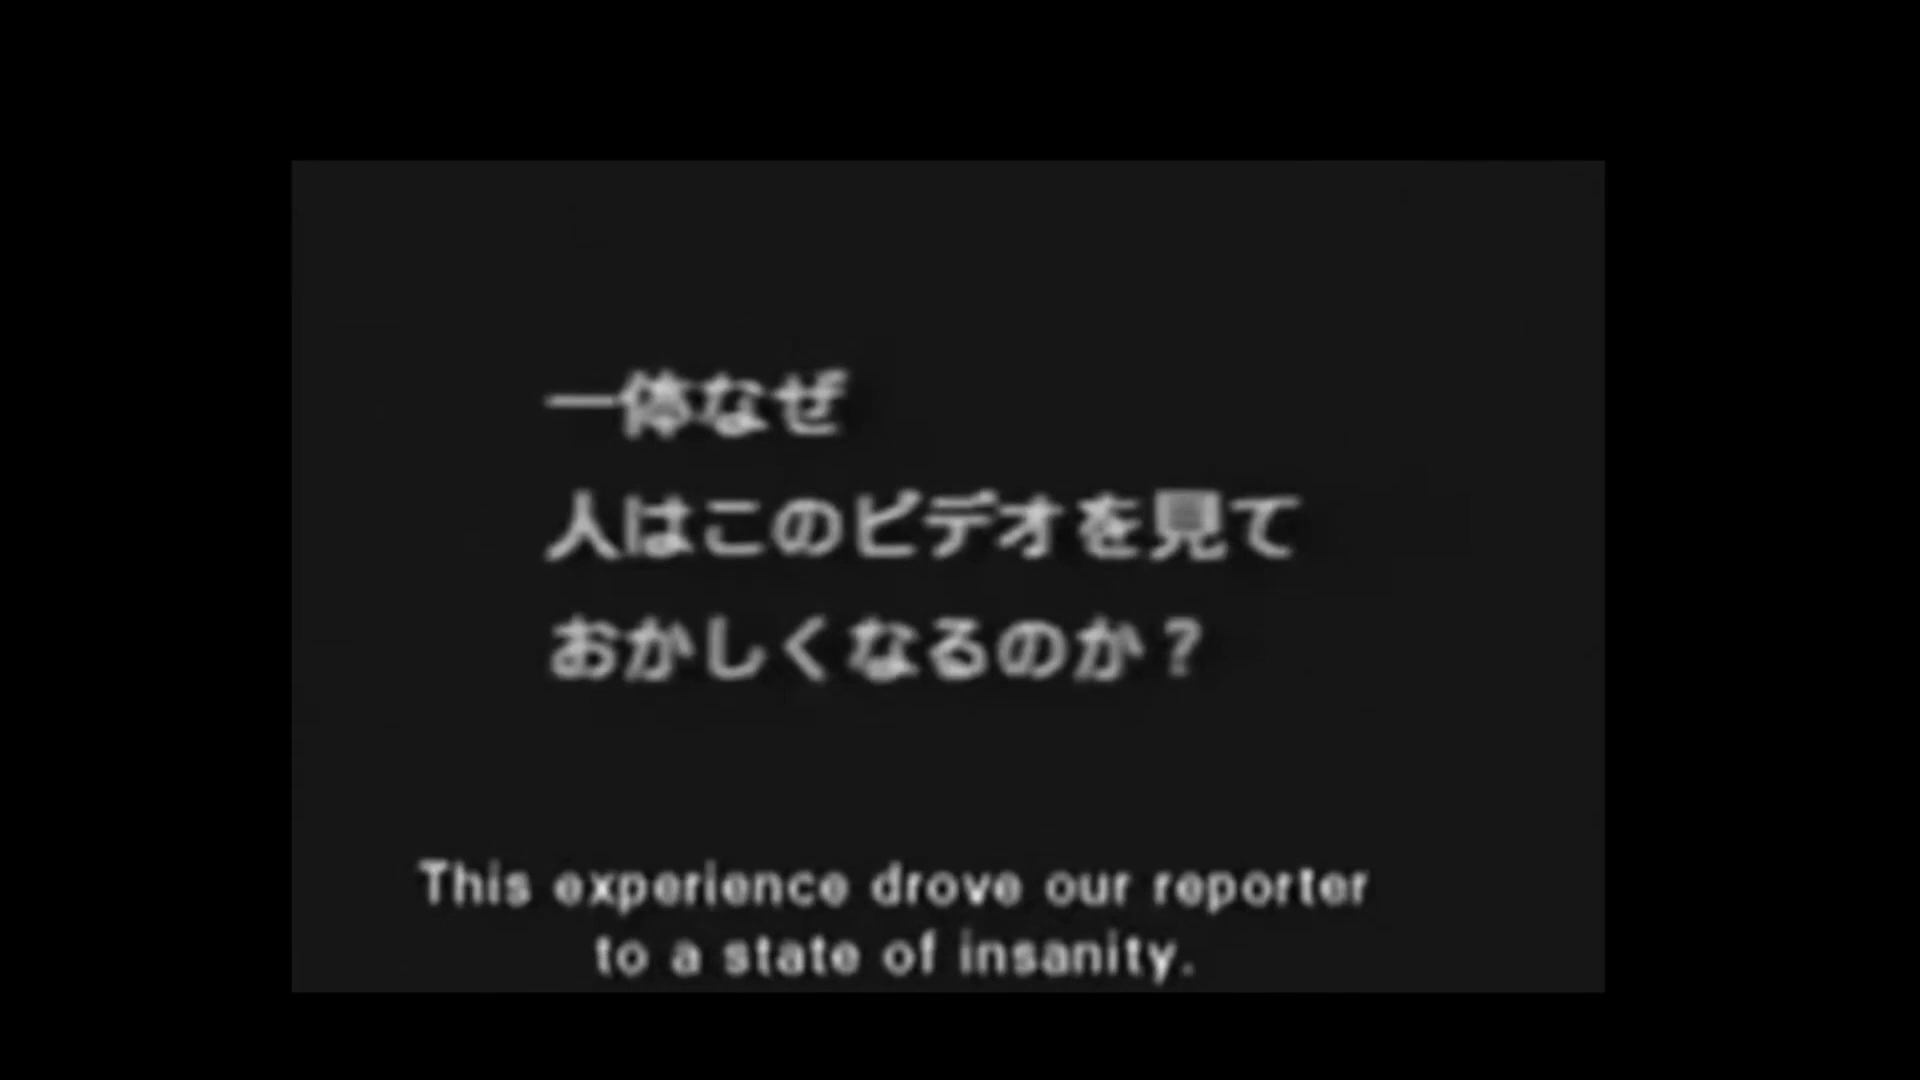 一体なぜ
人はこのビデオを見て
おかしくなるのか？
This experience drove our reporter
to a state of insanity.